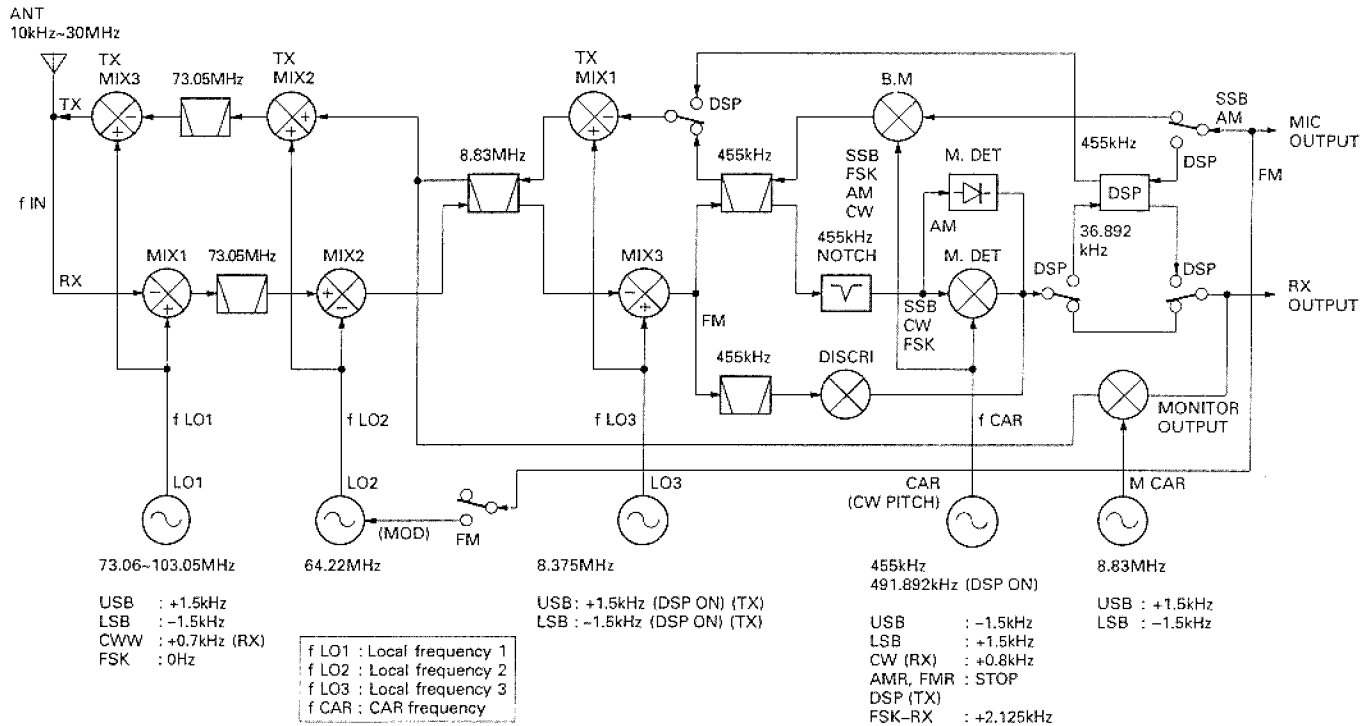 ANT
10kHz~30MHz
TX
MIX3
73.05MHz
TX
MIX2
TX
MIX1
B.M
TX
DSP
SSB
AM
MIC
OUTPUT
8.83MHz
455kHz
SSB
FSK
AM
CW
M. DET
455kHz
DSP
FM
DSP
f IN
AM
36.892
kHz
MIX1
73.05MHz
MIX2
MIX3
455kHz
NOTCH
M. DET
DSP
DSP
RX
RX
OUTPUT
FM
SSB
CW
FSK
455kHz
DISCRI
MONITOR
OUTPUT
f LO1
f LO2
f LO3
f CAR
LO1
LO2
(MOD)
FM
LO3
CAR
(CW PITCH)
M CAR
73.06~103.05MHz
64.22MHz
8.375MHz
455kHz
491.892kHz (DSP ON)
8.83MHz
USB : +1.5kHz
LSB : -1.5kHz
CWW : +0.7kHz (RX)
FSK : 0Hz
USB : +1.5kHz (DSP ON) (TX)
LSB : -1.5kHz (DSP ON) (TX)
USB : -1.5kHz
LSB : +1.5kHz
CW (RX) : +0.8kHz
AMR, FMR : STOP
DSP (TX)
FSK-RX : +2.125kHz
USB : +1.5kHz
LSB : -1.5kHz
f LO1 : Local frequency 1
f LO2 : Local frequency 2
f LO3 : Local frequency 3
f CAR : CAR frequency